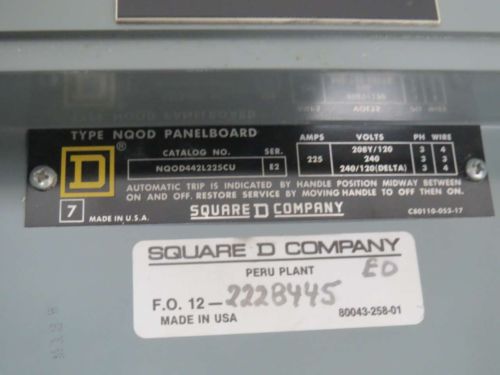 TYPE NQOD PANELBOARD
CATALOG NO. SER.
NQOD442L225CU E2
AMPS VOLTS PH WIRE
225
208Y/120 3 4
240 3 3
240/120(DELTA) 3 4
D ®
7
MADE IN U.S.A.
AUTOMATIC TRIP IS INDICATED BY HANDLE POSITION MIDWAY BETWEEN
ON AND OFF. RESTORE SERVICE BY MOVING HANDLE TO OFF THEN ON.
SQUARE D COMPANY C80110-053-17
SQUARE D COMPANY
PERU PLANT EO
F.O. 12— 2228445
MADE IN USA 80043-258-01